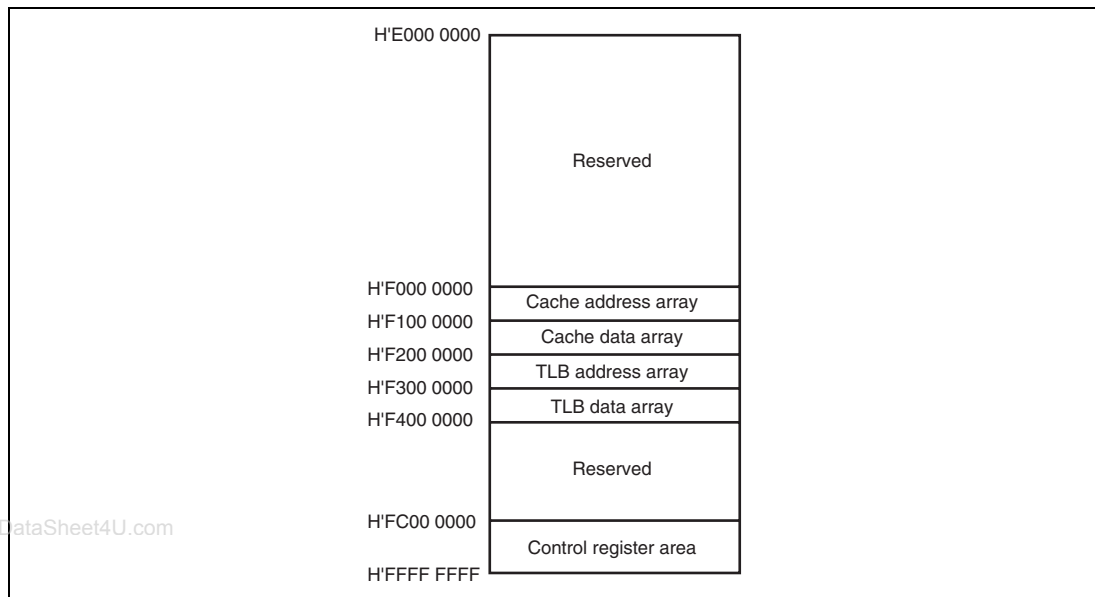 H'E000 0000
Reserved
H'F000 0000
Cache address array
H'F100 0000
Cache data array
H'F200 0000
TLB address array
H'F300 0000
TLB data array
H'F400 0000
Reserved
DataSheet4U.com
H'FC00 0000
Control register area
H'FFFF FFFF